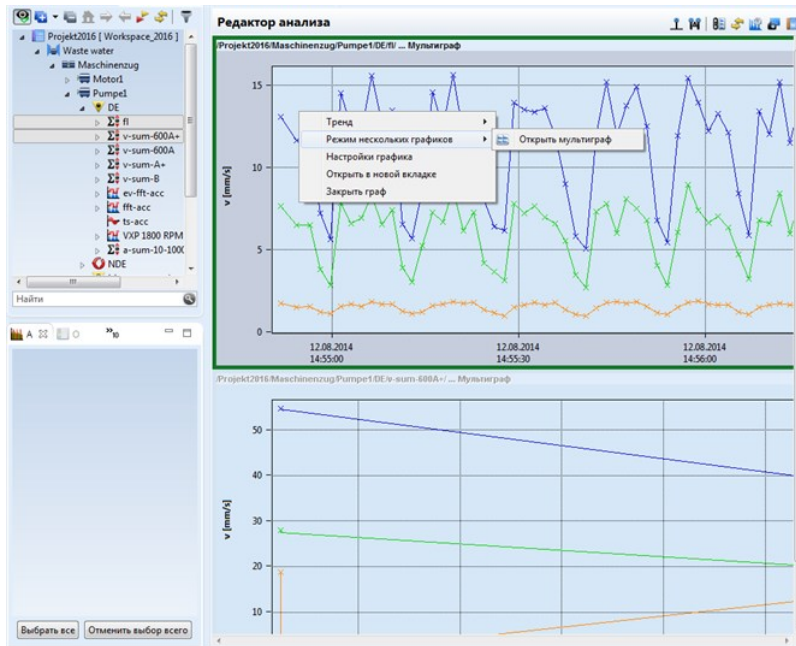 Редактор анализа
Projekt2016 [ Workspace_2016 ]
Waste water
Maschinenzug
Motor1
Pumpe1
DE
fl
v-sum-600A+
v-sum-600A
v-sum-A+
v-sum-B
ev-fft-acc
fft-acc
ts-acc
VXP 1800 RPM
a-sum-10-1000
NDE
Найти
A
O
»10
Выбрать все
Отменить выбор всего
/Projekt2016/Maschinenzug/Pumpe1/DE/fl/ ... Мультиграф
15
10
5
0
v [mm/s]
Тренд
Режим нескольких графиков
Настройки графика
Открыть в новой вкладке
Закрыть граф
Открыть мультиграф
12.08.2014
14:55:00
12.08.2014
14:55:30
12.08.2014
14:56:00
/Projekt2016/Maschinenzug/Pumpe1/DE/v-sum-600A+/ ... Мультиграф
50
40
30
20
10
v [mm/s]